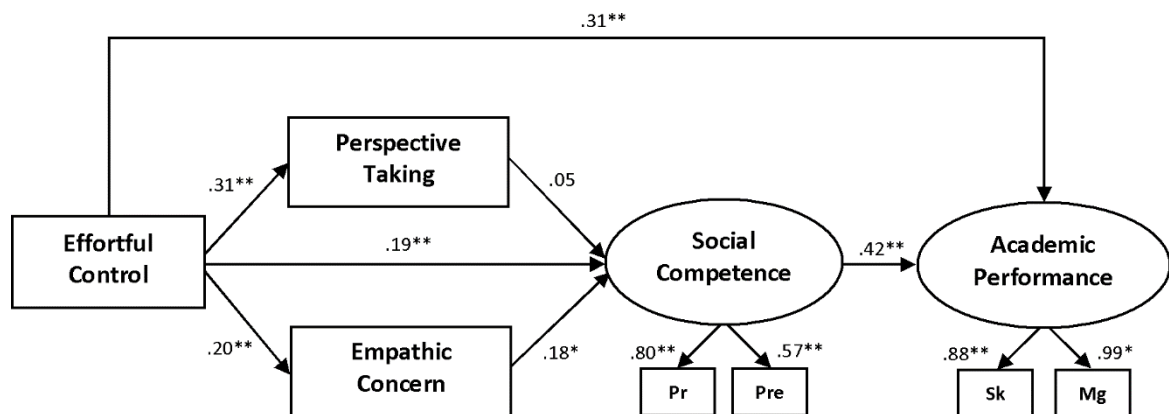 .31**
Perspective
Taking
.31**
.05
Effortful
Control
.19**
Social
Competence
.42**
Academic
Performance
.20**
Empathic
Concern
.18*
.80**
.57**
.88**
.99*
Pr
Pre
Sk
Mg